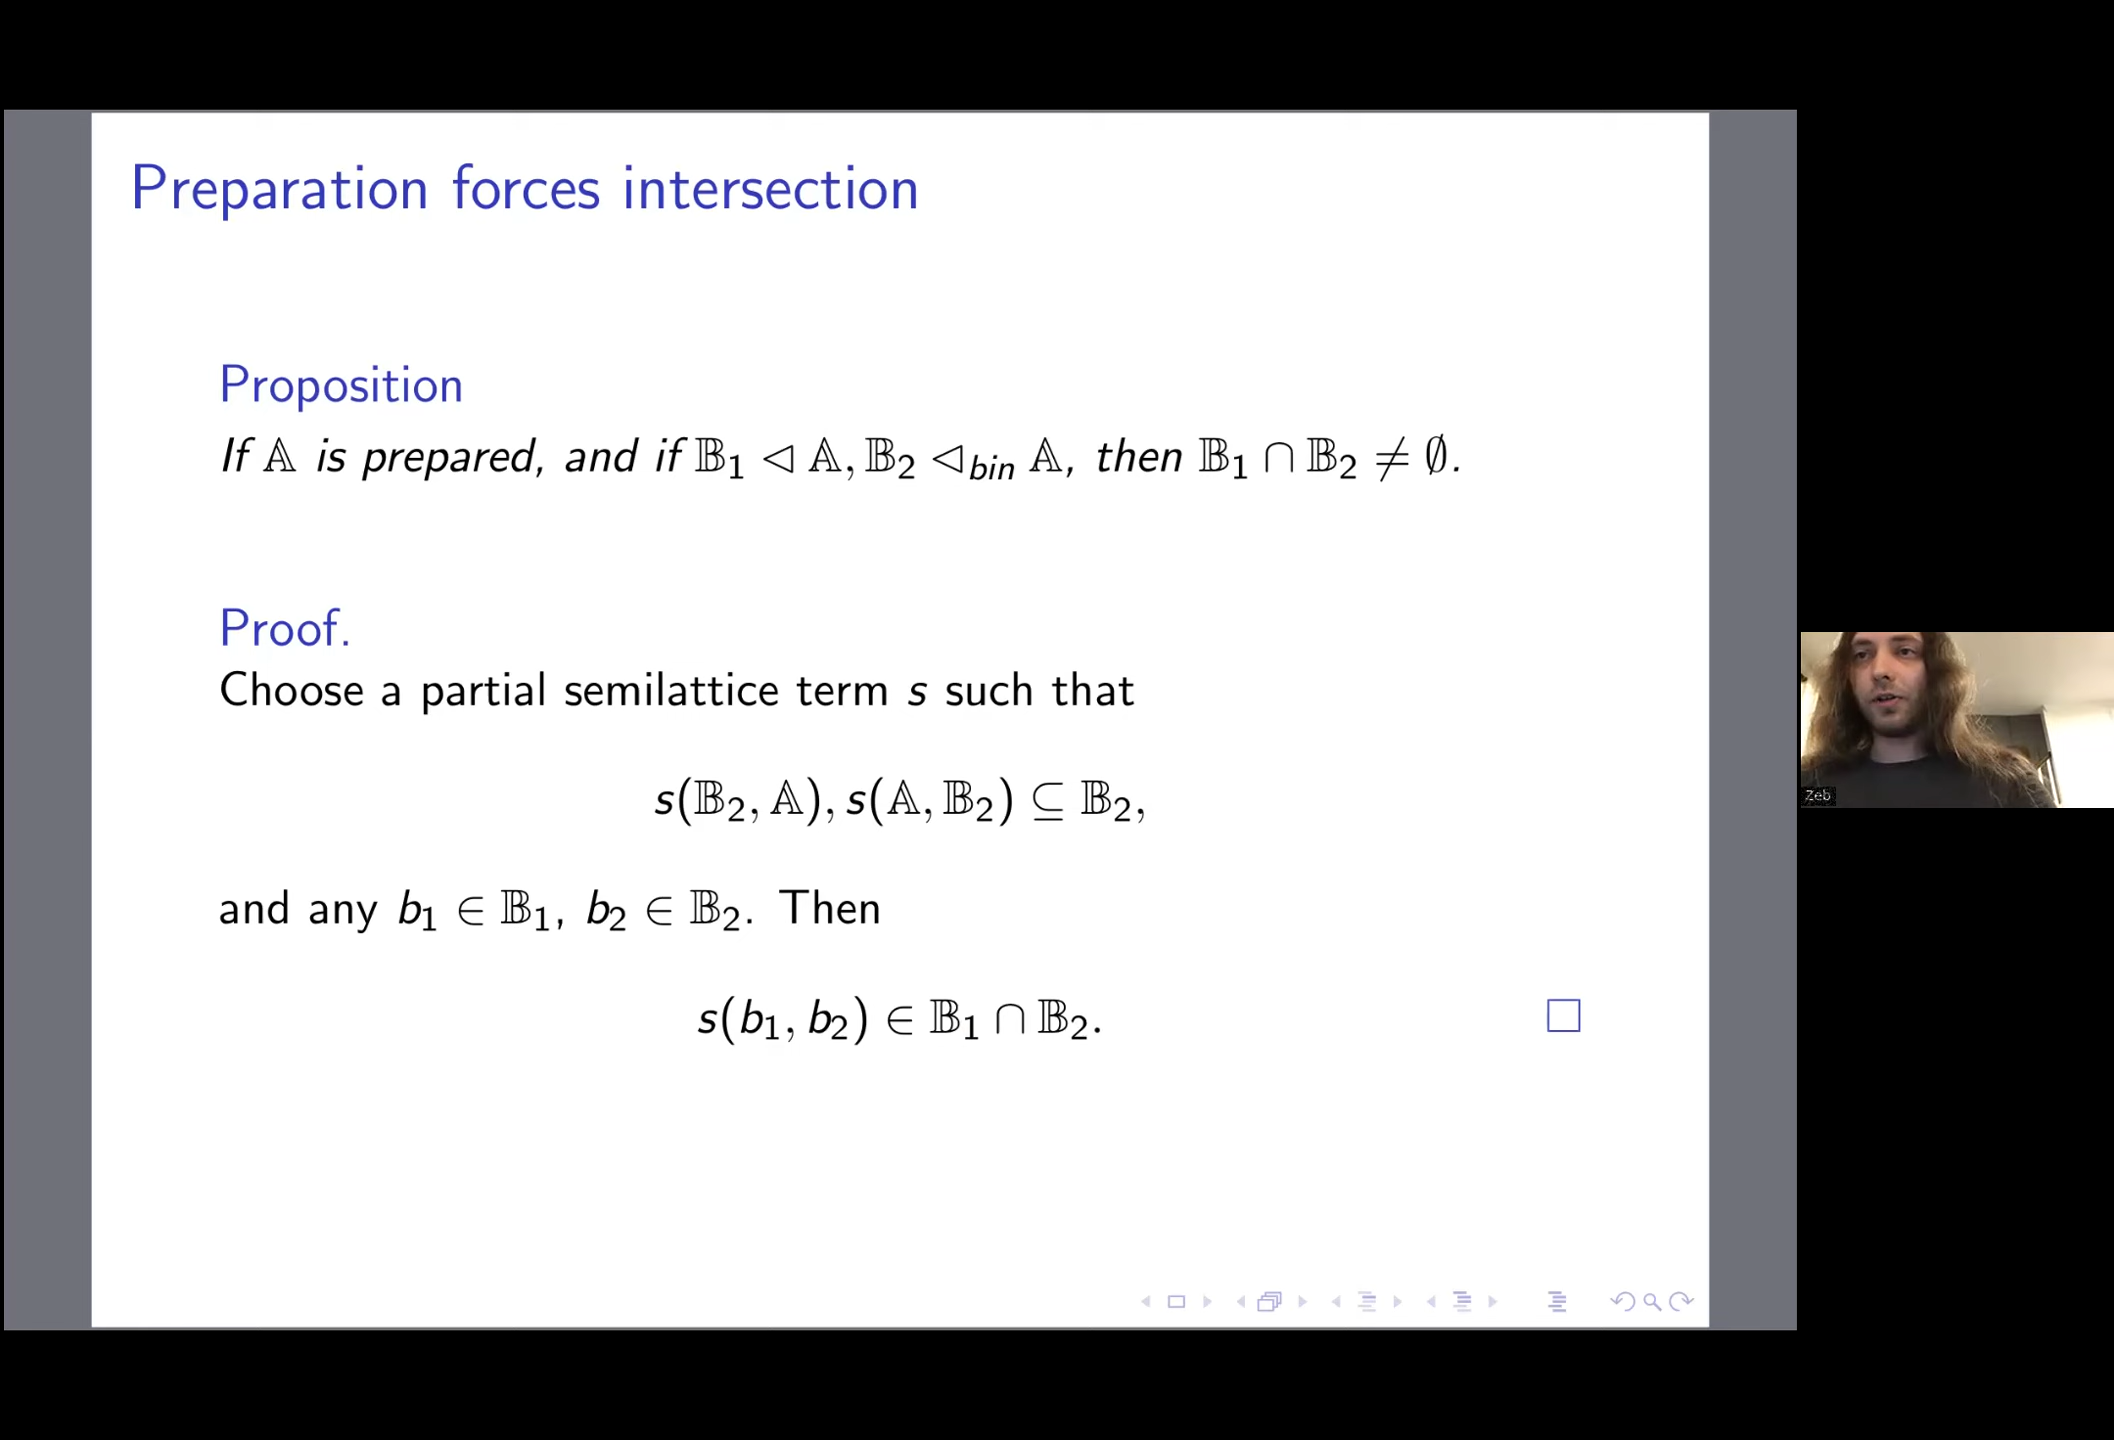 Preparation forces intersection
Proposition
If 𝔸 is prepared, and if 𝔹₁ ◁ 𝔸, 𝔹₂ ◁bin 𝔸, then 𝔹₁ ∩ 𝔹₂ ≠ ∅.
Proof.
Choose a partial semilattice term s such that
s(𝔹₂, 𝔸), s(𝔸, 𝔹₂) ⊆ 𝔹₂,
and any b₁ ∈ 𝔹₁, b₂ ∈ 𝔹₂. Then
s(b₁, b₂) ∈ 𝔹₁ ∩ 𝔹₂. □
Zeb